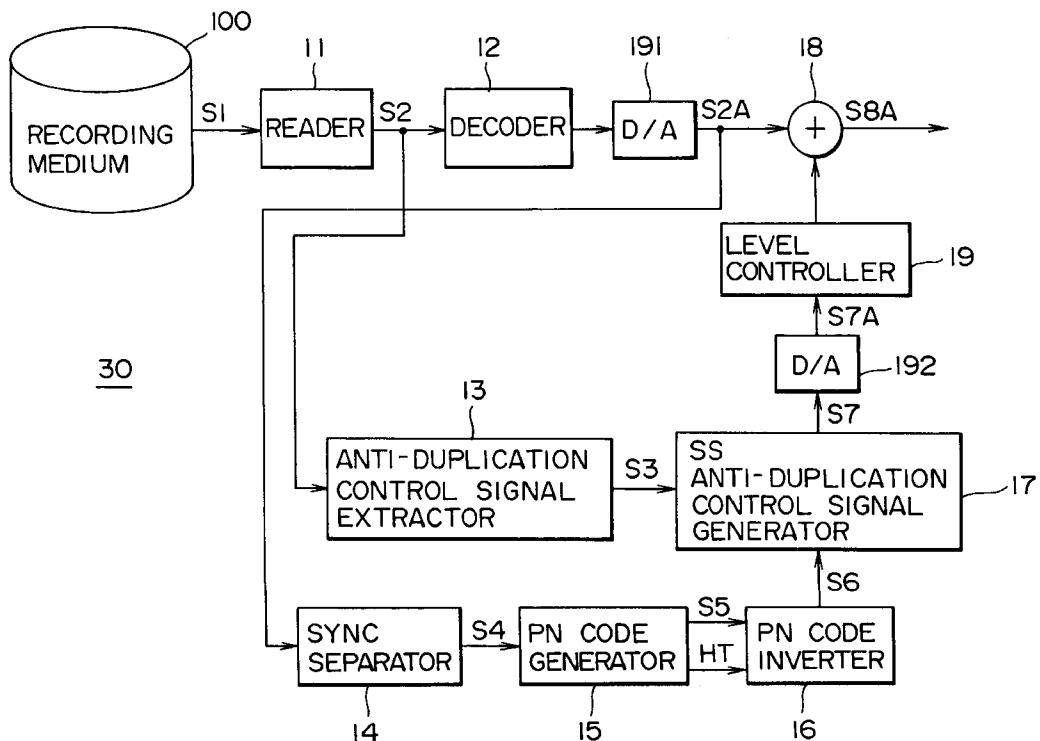 100
RECORDING
MEDIUM
S1
11
READER
S2
12
DECODER
191
D/A
S2A
18
+
S8A
LEVEL
CONTROLLER
19
S7A
D/A
192
S7
30
13
ANTI-DUPLICATION
CONTROL SIGNAL
EXTRACTOR
S3
SS
ANTI-DUPLICATION
CONTROL SIGNAL
GENERATOR
17
S6
SYNC
SEPARATOR
14
S4
PN CODE
GENERATOR
15
S5
HT
PN CODE
INVERTER
16